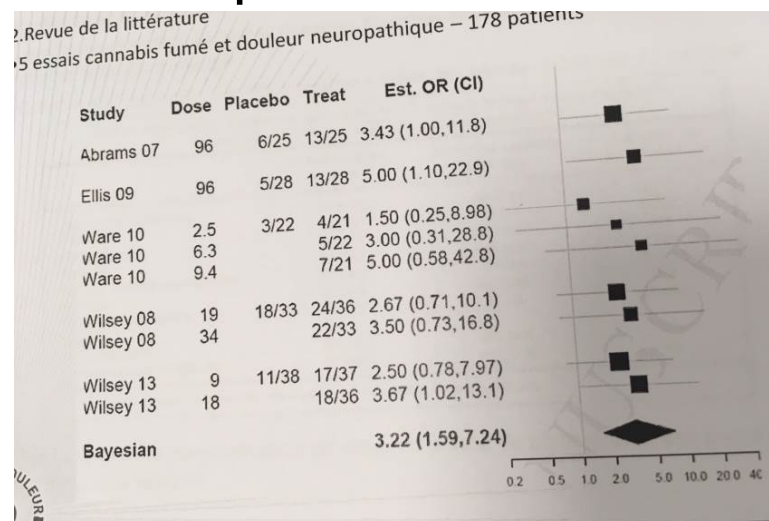 2.Revue de la littérature
•5 essais cannabis fumé et douleur neuropathique – 178 patients
Study Dose Placebo Treat Est. OR (CI)
Abrams 07 96 6/25 13/25 3.43 (1.00,11.8)
Ellis 09 96 5/28 13/28 5.00 (1.10,22.9)
Ware 10 2.5 3/22 4/21 1.50 (0.25,8.98)
Ware 10 6.3 5/22 3.00 (0.31,28.8)
Ware 10 9.4 7/21 5.00 (0.58,42.8)
Wilsey 08 19 18/33 24/36 2.67 (0.71,10.1)
Wilsey 08 34 22/33 3.50 (0.73,16.8)
Wilsey 13 9 11/38 17/37 2.50 (0.78,7.97)
Wilsey 13 18 18/36 3.67 (1.02,13.1)
Bayesian 3.22 (1.59,7.24)
0.2 0.5 1.0 2.0 5.0 10.0 20.0